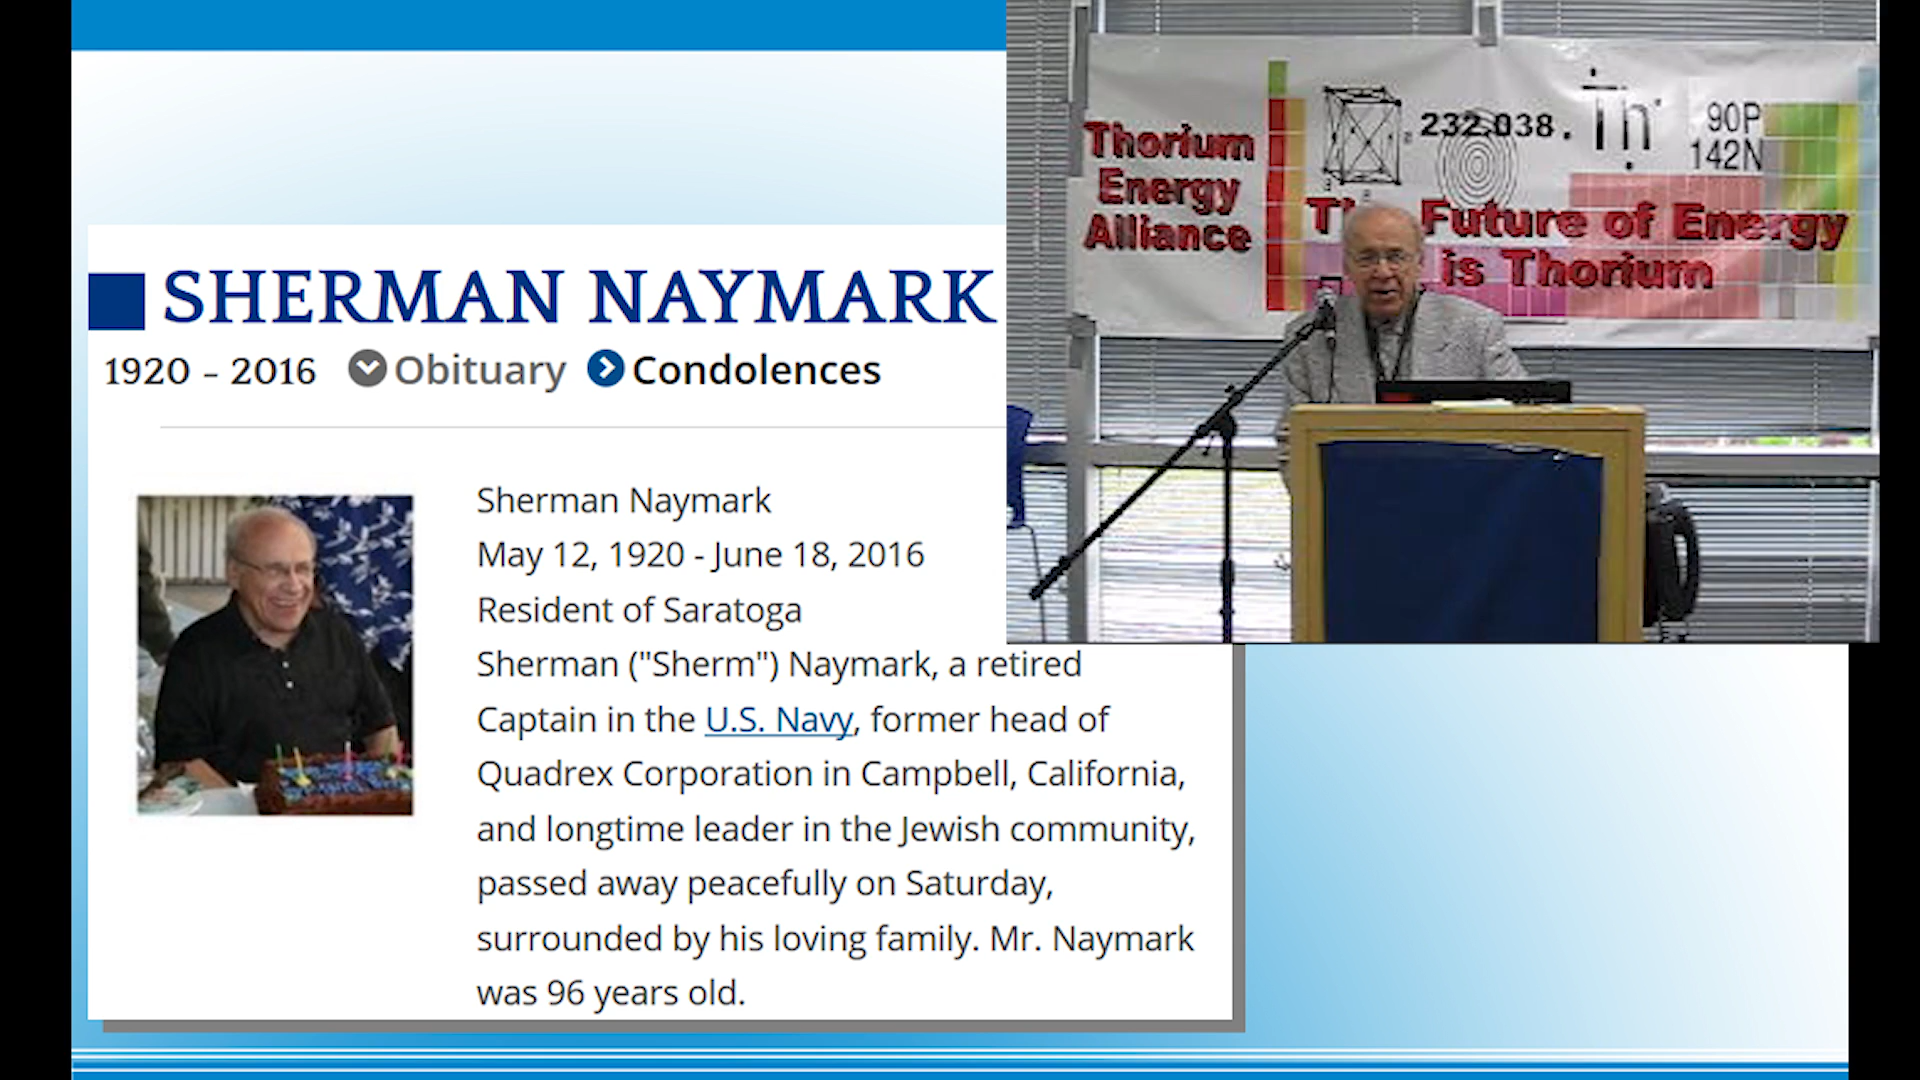 SHERMAN NAYMARK
1920 - 2016 Obituary Condolences
Sherman Naymark
May 12, 1920 - June 18, 2016
Resident of Saratoga
Sherman ("Sherm") Naymark, a retired
Captain in the U.S. Navy, former head of
Quadrex Corporation in Campbell, California,
and longtime leader in the Jewish community,
passed away peacefully on Saturday,
surrounded by his loving family. Mr. Naymark
was 96 years old.
Thorium
Energy
Alliance
232.038.
Th
90P
142N
Future of Energy
is Thorium